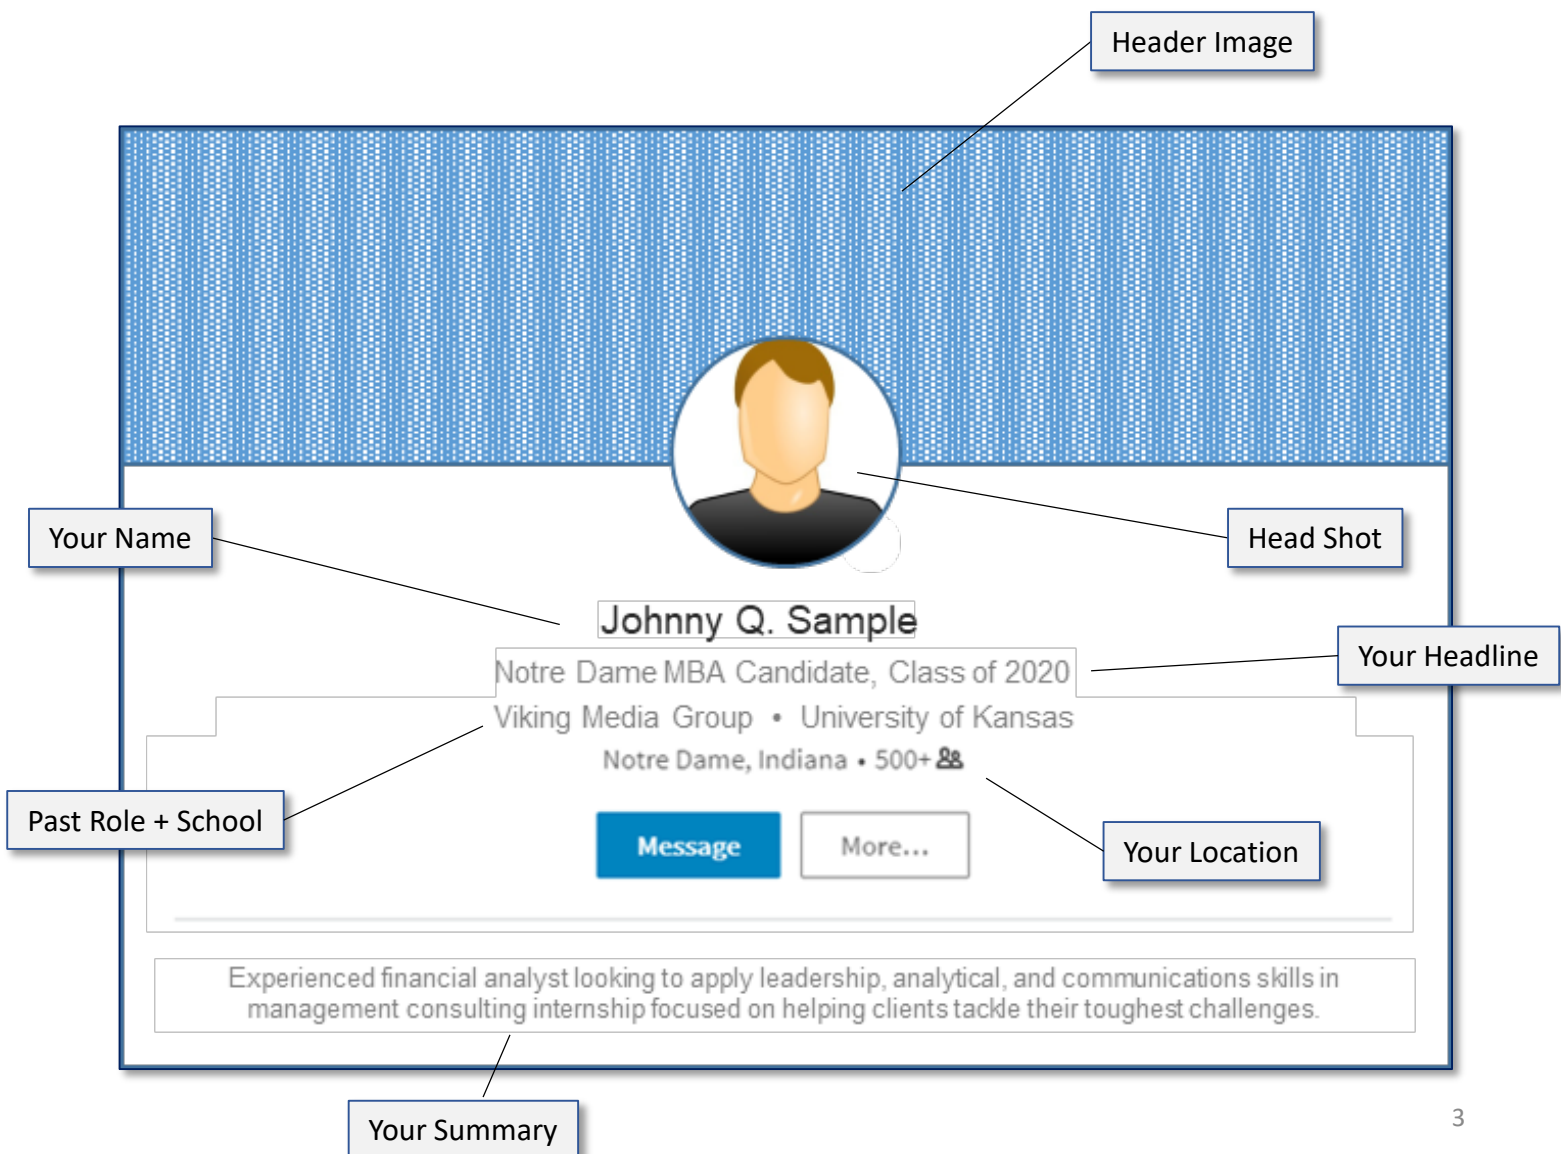 Header Image
Your Name
Head Shot
Johnny Q. Sample
Notre Dame MBA Candidate, Class of 2020
Your Headline
Viking Media Group • University of Kansas
Notre Dame, Indiana • 500+
Past Role + School
Message
More...
Your Location
Experienced financial analyst looking to apply leadership, analytical, and communications skills in
management consulting internship focused on helping clients tackle their toughest challenges.
Your Summary
3